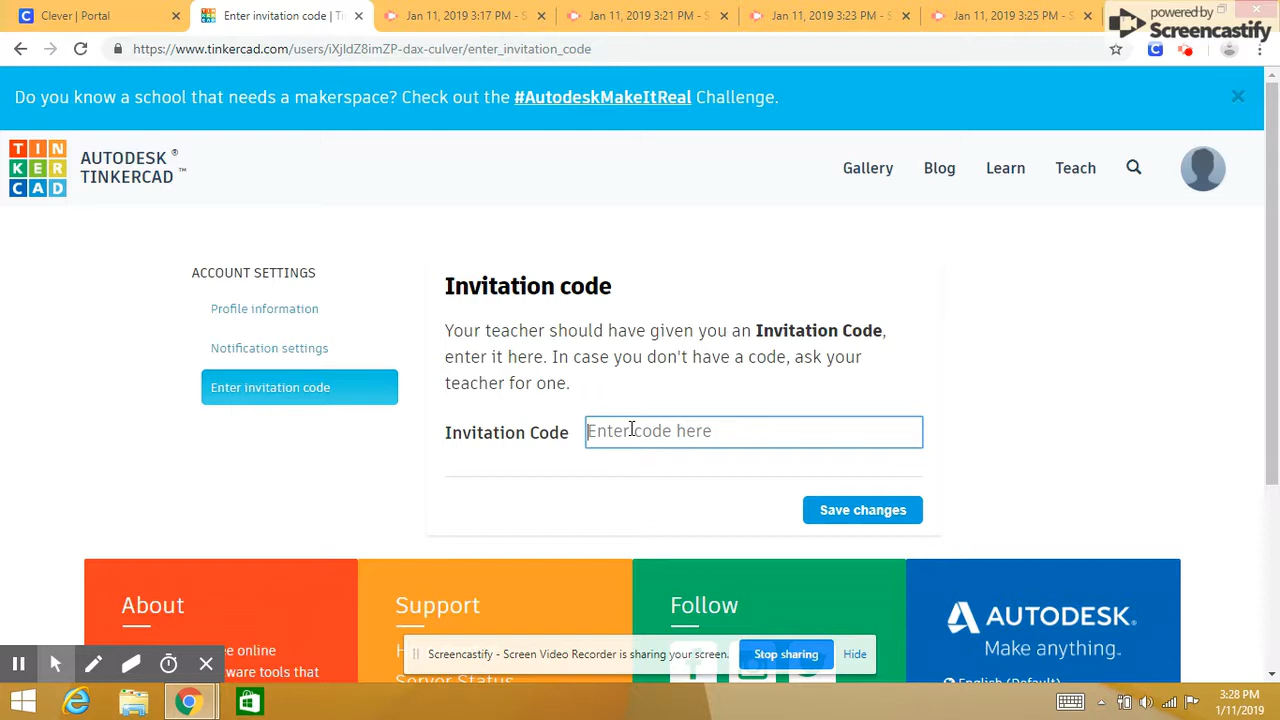 Clever | Portal
Enter invitation code | Ti
Jan 11, 2019 3:17 PM - S
Jan 11, 2019 3:21 PM - S
Jan 11, 2019 3:23 PM - S
Jan 11, 2019 3:25 PM - S
powered by
Screencastify
https://www.tinkercad.com/users/iXjldZ8imZP-dax-culver/enter_invitation_code
Do you know a school that needs a makerspace? Check out the #AutodeskMakeItReal Challenge.
TIN
KER
CAD
AUTODESK®
TINKERCAD™
Gallery
Blog
Learn
Teach
ACCOUNT SETTINGS
Profile information
Notification settings
Enter invitation code
Invitation code
Your teacher should have given you an Invitation Code,
enter it here. In case you don't have a code, ask your
teacher for one.
Invitation Code
Enter code here
Save changes
About
Support
Follow
AUTODESK.
Make anything.
ee online
ware tools that
Server Status
English (Default)
Screencastify - Screen Video Recorder is sharing your screen.
Stop sharing
Hide
3:28 PM
1/11/2019